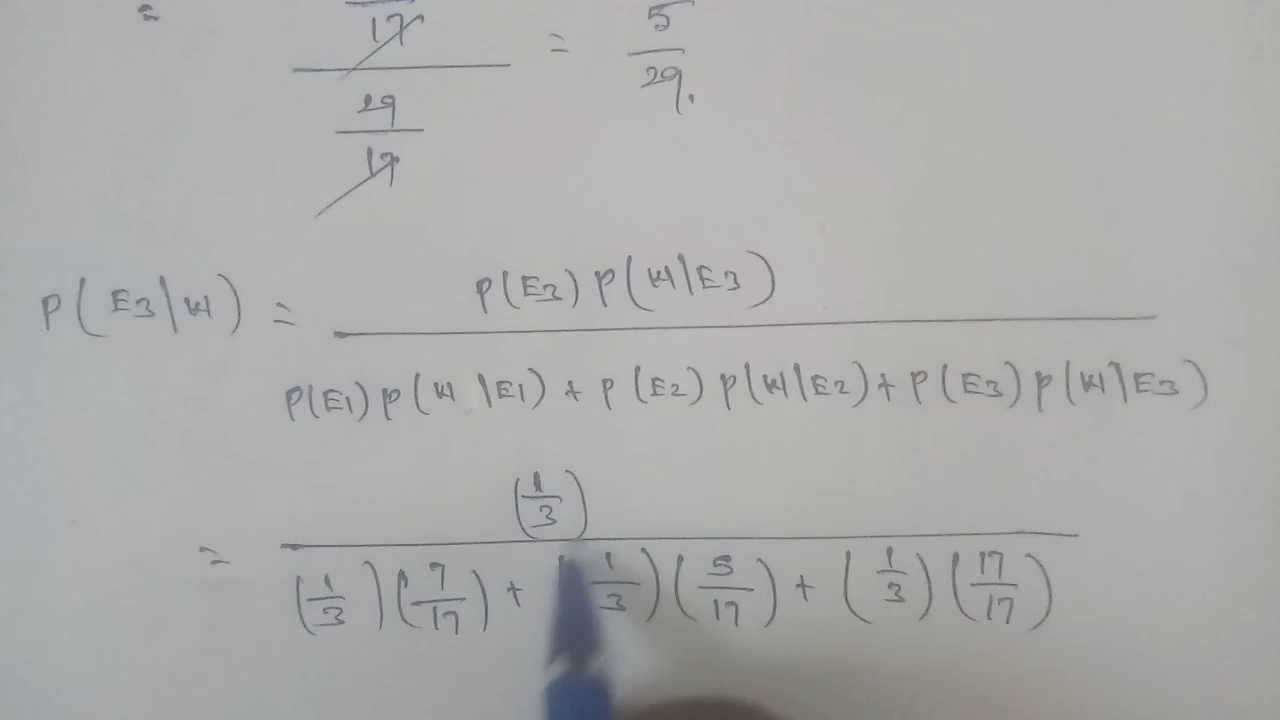 17 = 5/29.
29/17
P(E3|W) = P(E3) P(W|E3)
P(E1) P(W|E1) + P(E2) P(W|E2) + P(E3) P(W|E3)
= (1/3)
(1/3)(7/17) + (1/3)(5/17) + (1/3)(17/17)